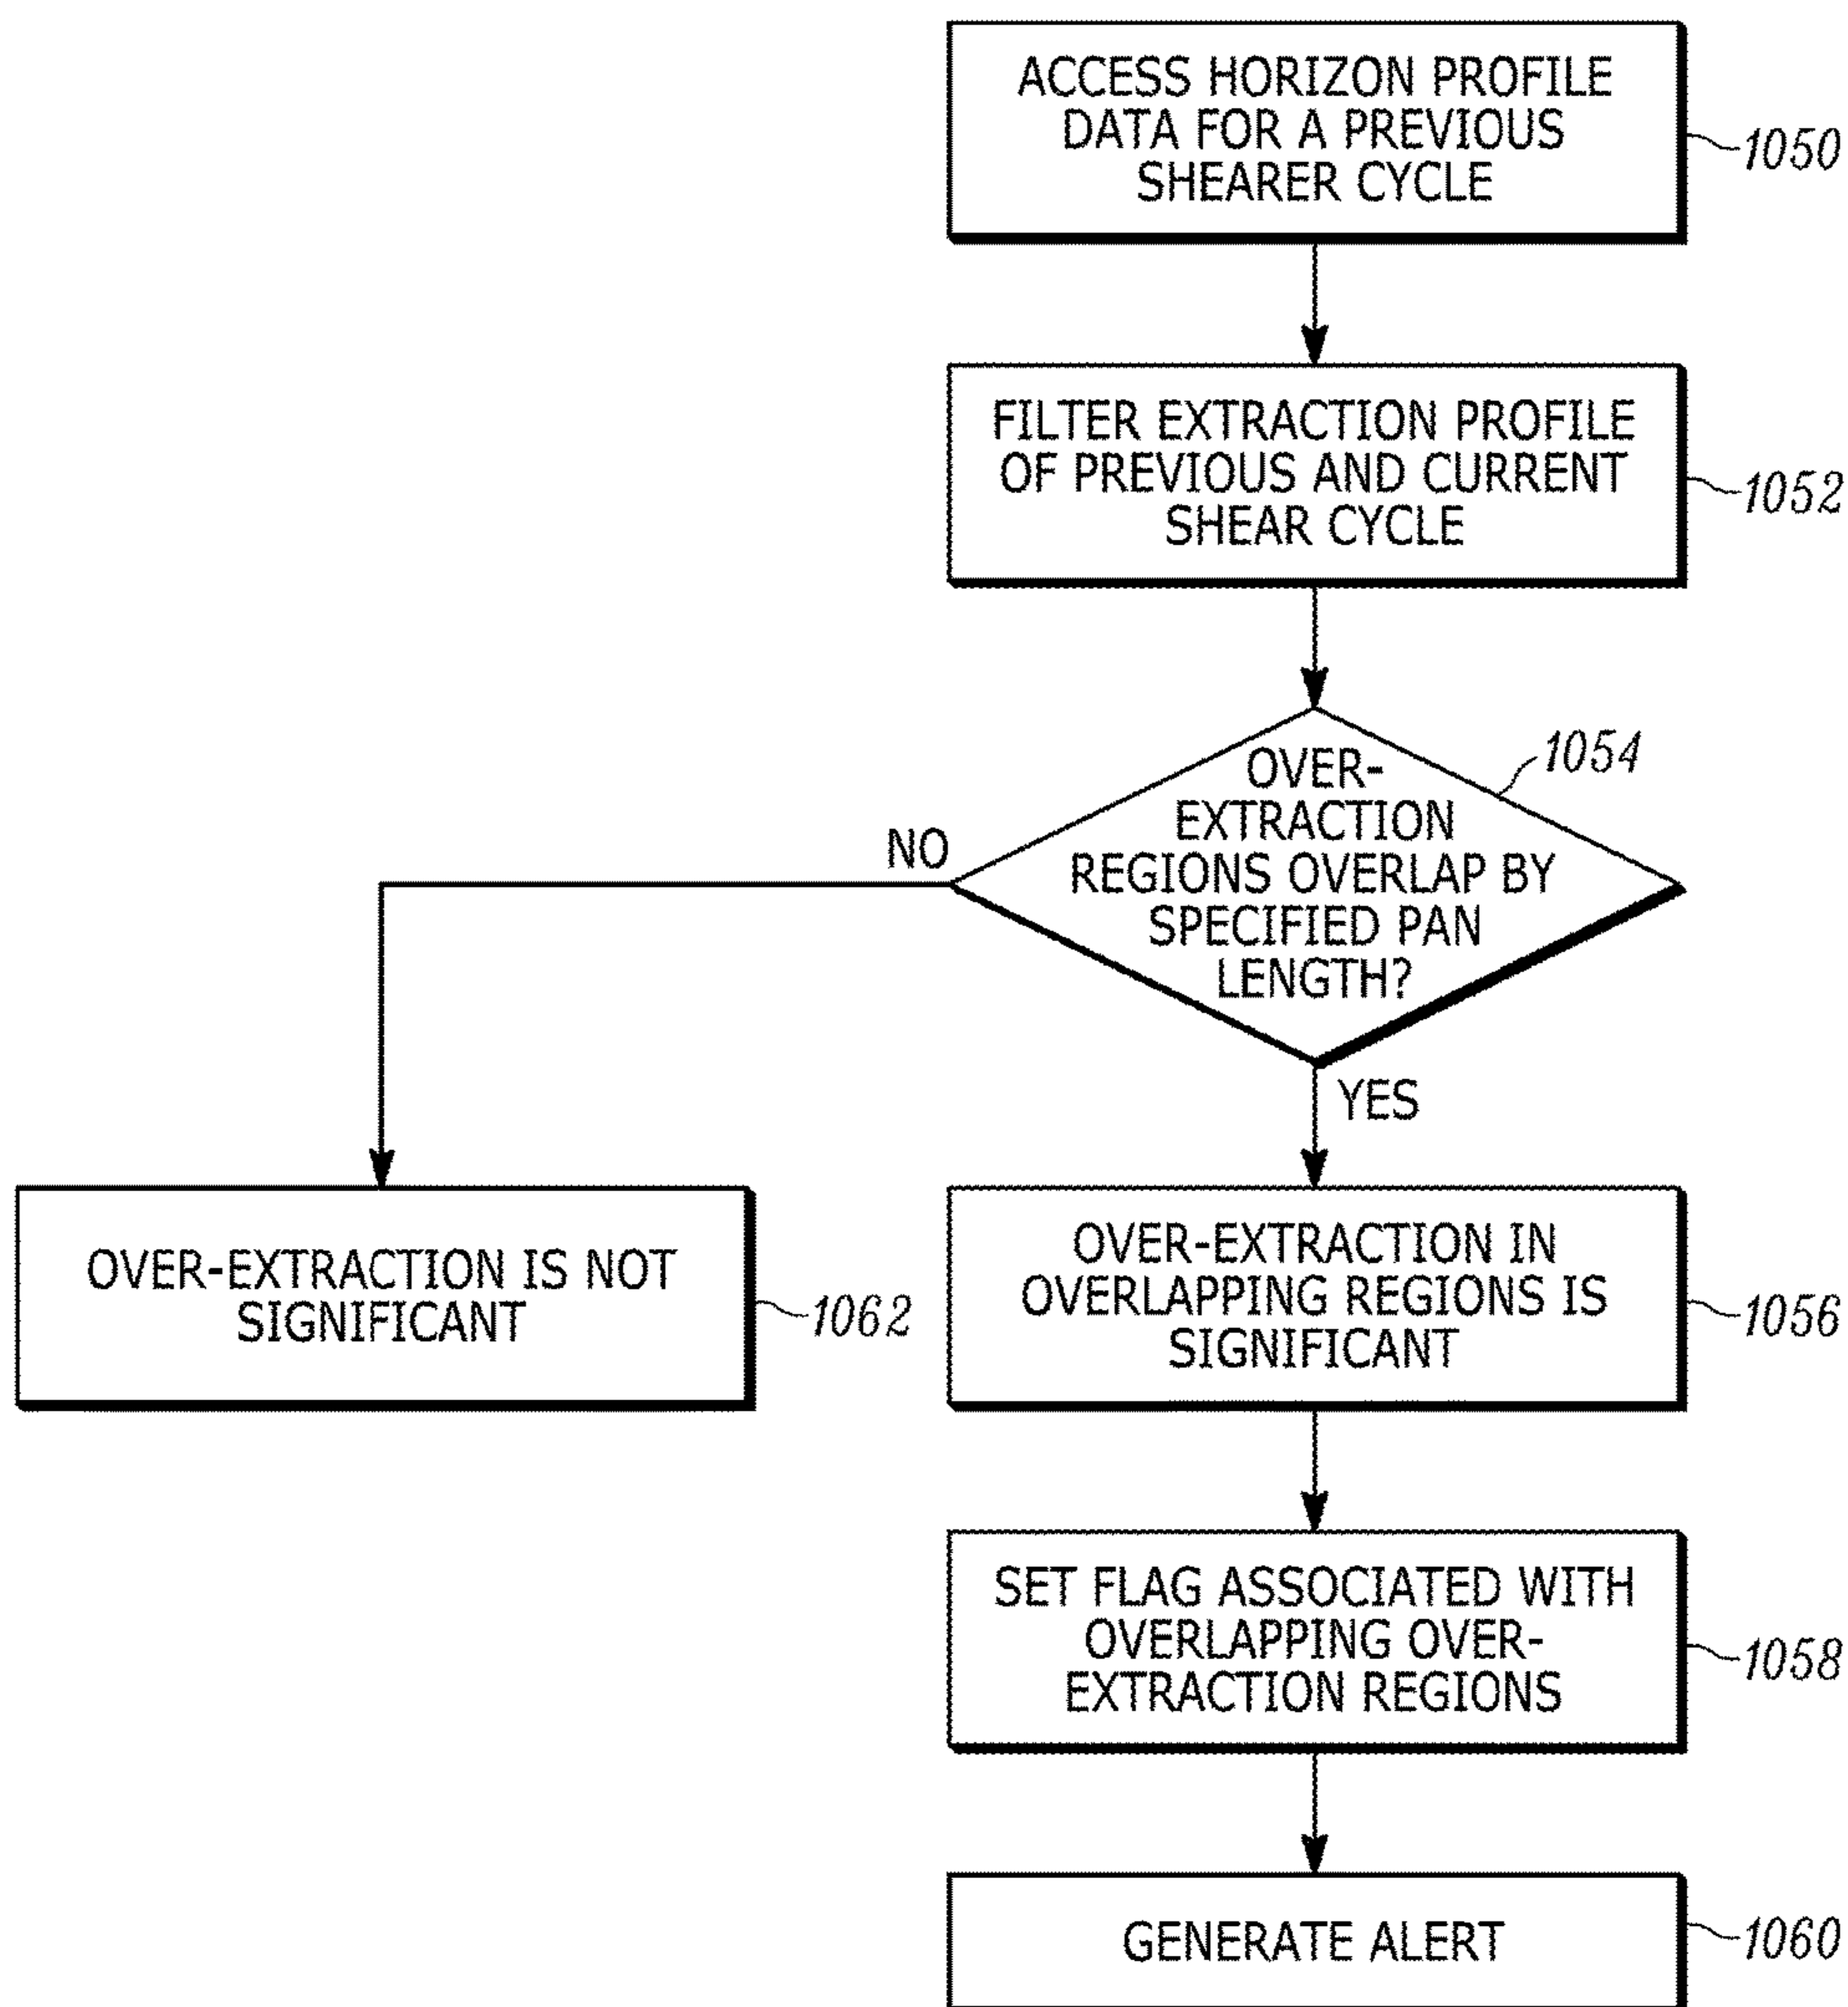 ACCESS HORIZON PROFILE
DATA FOR A PREVIOUS
SHEARER CYCLE
1050
FILTER EXTRACTION PROFILE
OF PREVIOUS AND CURRENT
SHEAR CYCLE
1052
OVER-
EXTRACTION
REGIONS OVERLAP BY
SPECIFIED PAN
LENGTH?
1054
NO
YES
OVER-EXTRACTION IS NOT
SIGNIFICANT
1062
OVER-EXTRACTION IN
OVERLAPPING REGIONS IS
SIGNIFICANT
1056
SET FLAG ASSOCIATED WITH
OVERLAPPING OVER-
EXTRACTION REGIONS
1058
GENERATE ALERT
1060